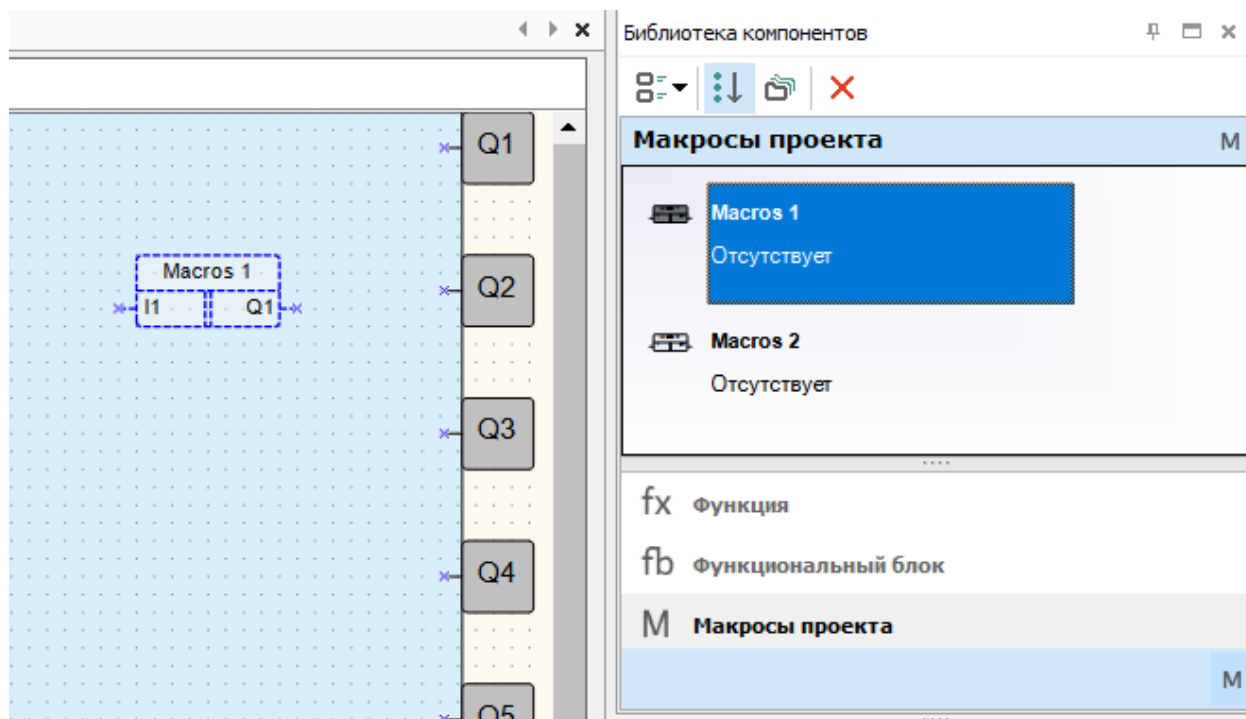 Библиотека компонентов
Макросы проекта M
Macros 1
Отсутствует
Macros 2
Отсутствует
fx Функция
fb Функциональный блок
M Макросы проекта
M
Q1
Macros 1
I1 Q1
Q2
Q3
Q4
Q5